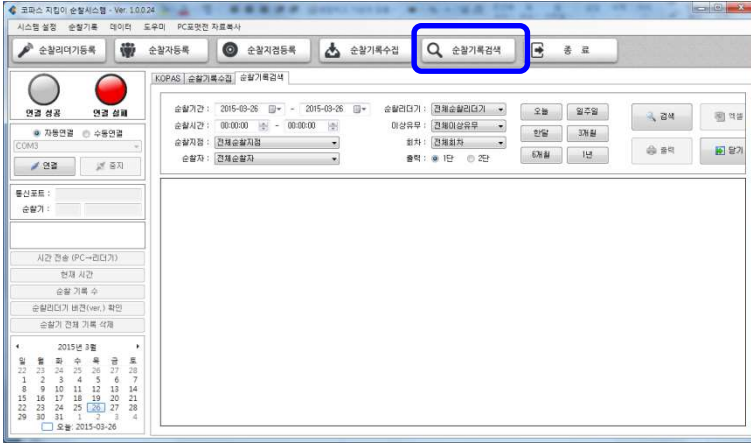 코파스 지킴이 순찰시스템 - Ver. 1.0.0.24
시스템 설정 순찰기록 데이터 도우미 PC포맷전 자료복사
순찰리더기등록 순찰자등록 순찰지점등록 순찰기록수집 순찰기록검색 종 료
KOPAS 순찰기록수집 순찰기록검색
연결 성공 연결 실패
자동연결 수동연결
COM3
연결 중지
통신포트 :
순찰기 :
시간 전송 (PC→리더기)
현재 시간
순찰 기록 수
순찰리더기 버전(ver.) 확인
순찰기 전체 기록 삭제
2015년 3월
일 월 화 수 목 금 토
22 23 24 25 26 27 28
1 2 3 4 5 6 7
8 9 10 11 12 13 14
15 16 17 18 19 20 21
22 23 24 25 26 27 28
29 30 31 1 2 3 4
오늘: 2015-03-26
순찰기간 : 2015-03-26 - 2015-03-26 순찰리더기 : 전체순찰리더기
순찰시간 : 00:00:00 - 00:00:00 이상유무 : 전체이상유무
순찰지점 : 전체순찰지점 회차 : 전체회차
순찰자 : 전체순찰자 출력 : 1단 2단
오늘 일주일
한달 3개월
6개월 1년
검색 엑셀
출력 닫기